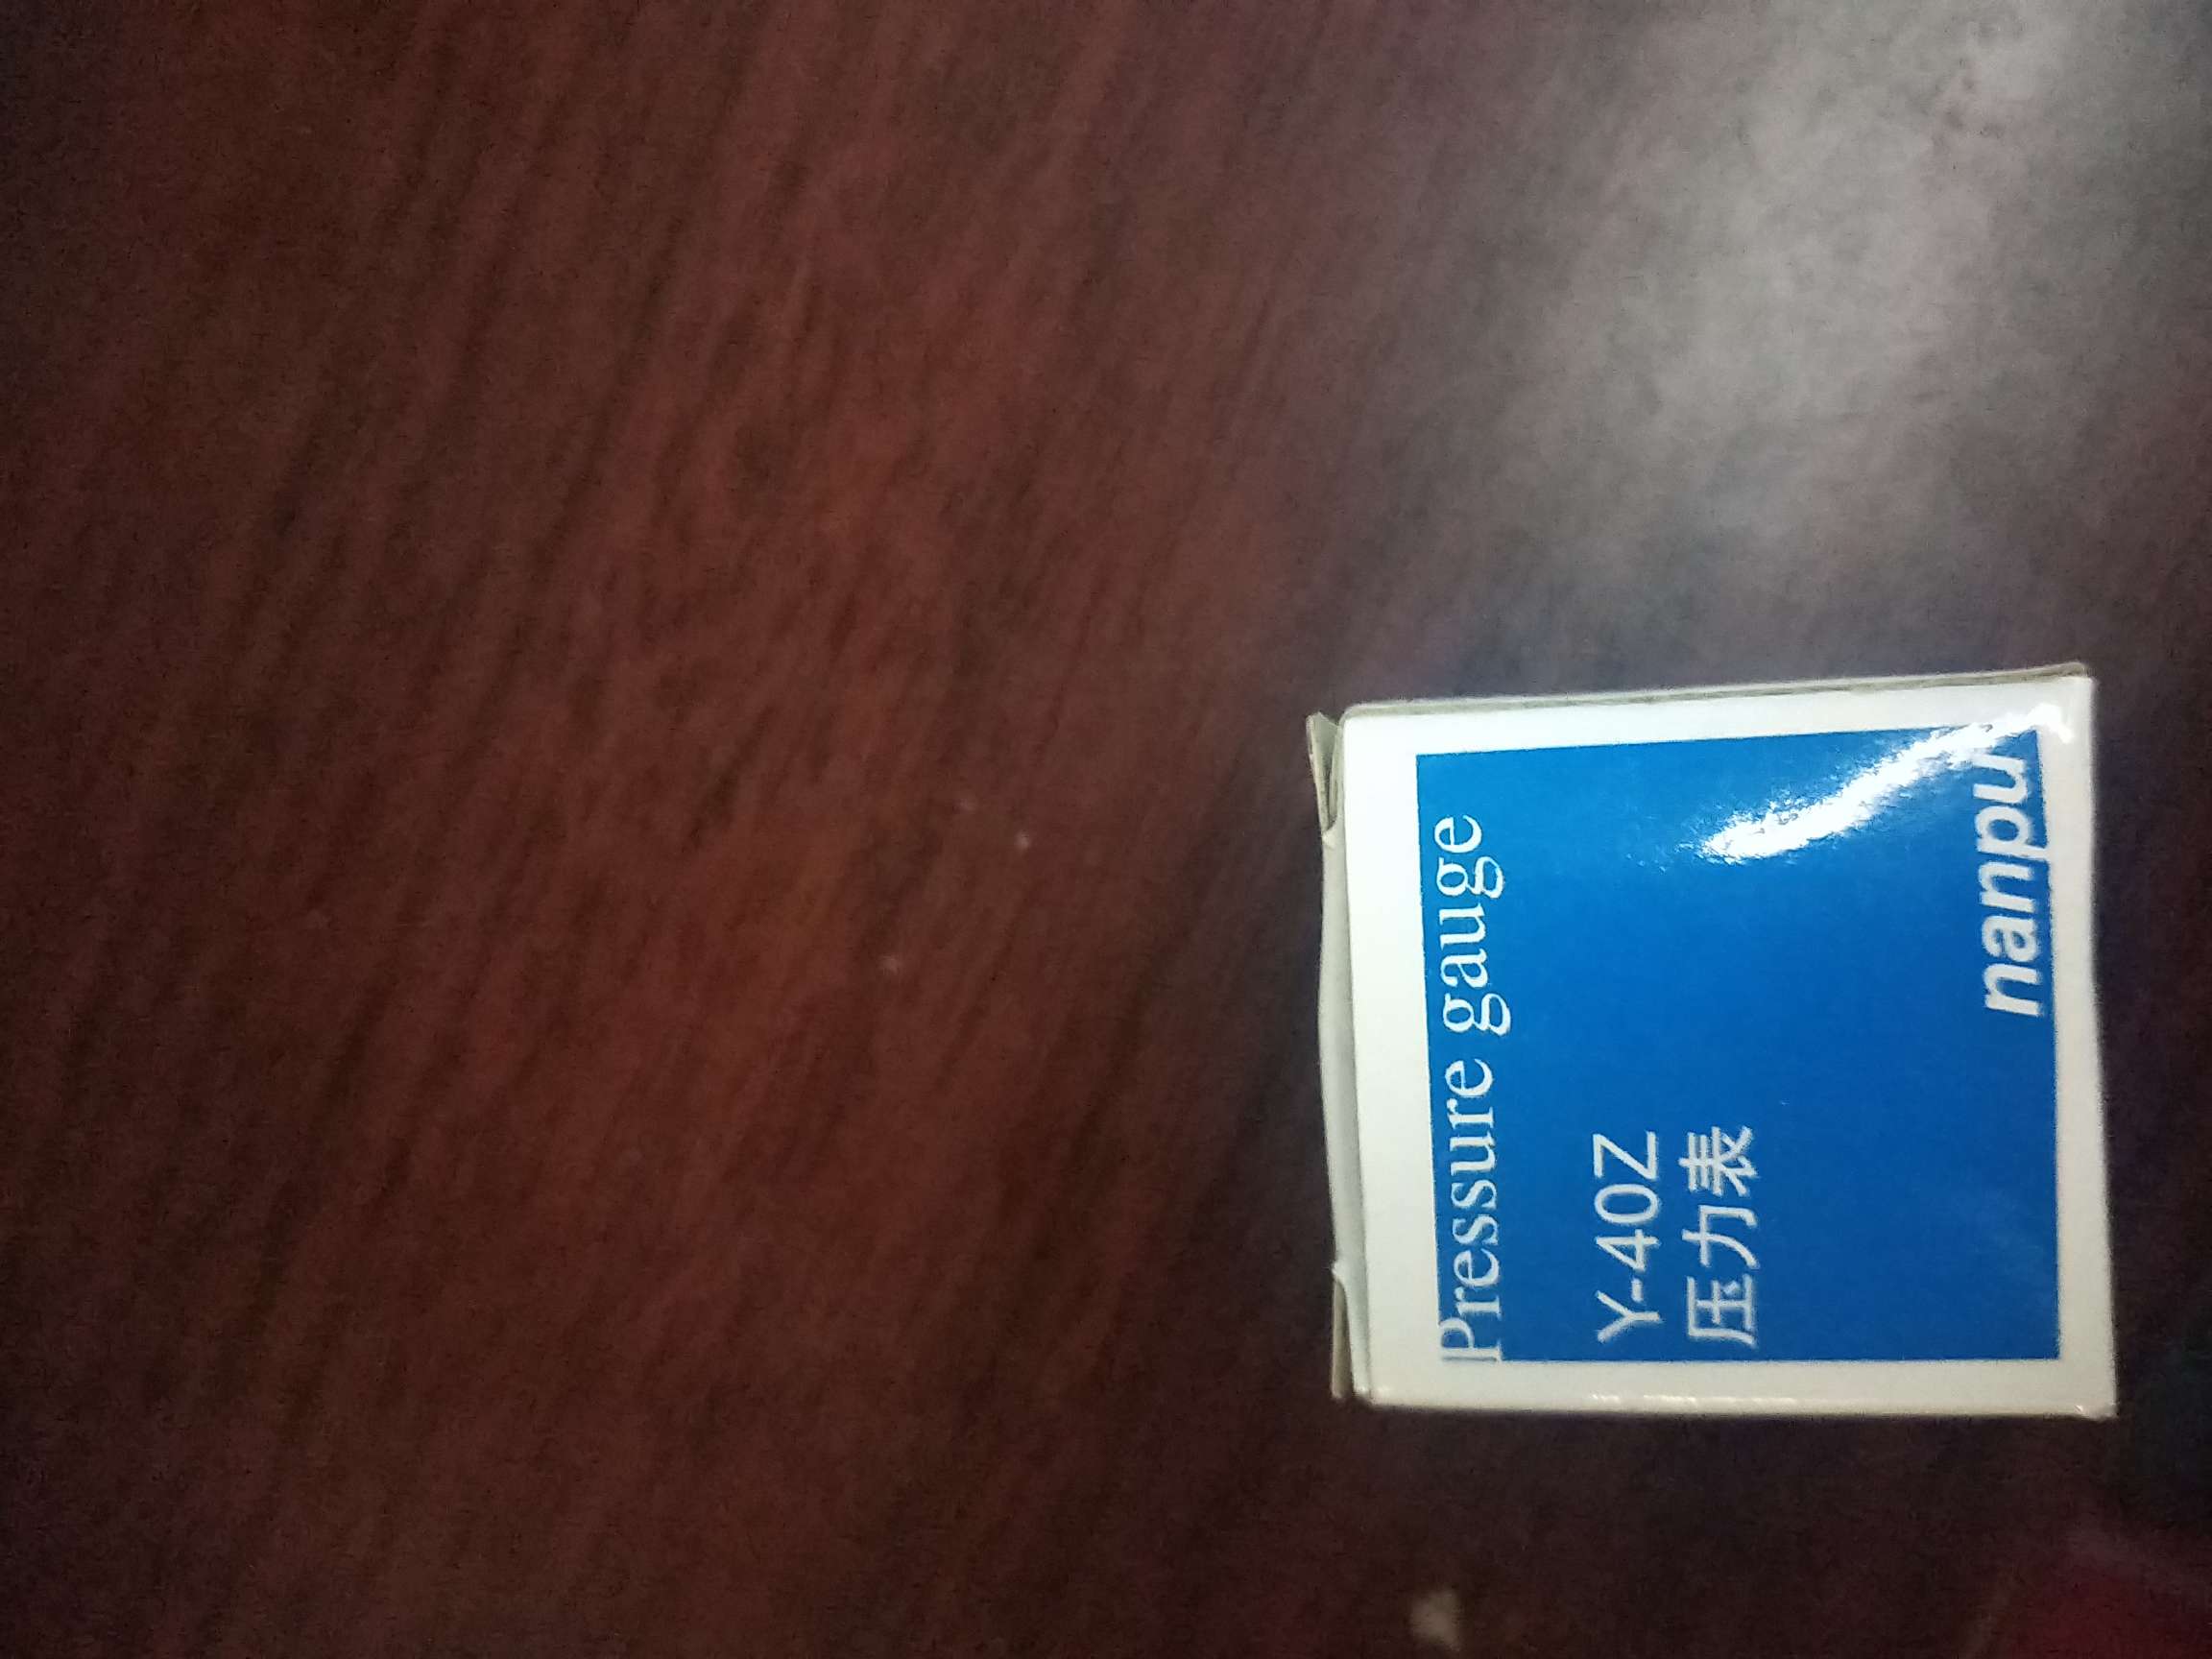 Pressure gauge
Y-40Z
压力表
nanpu